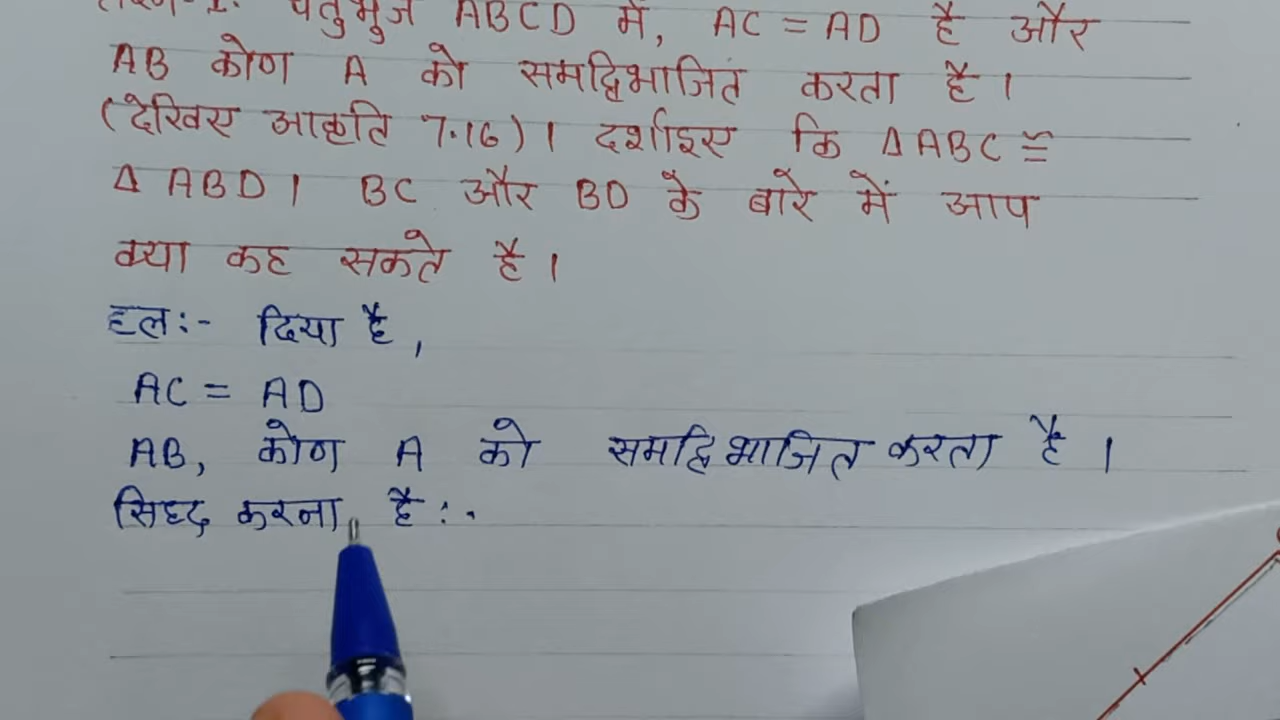 चतुर्भुज ABCD में, AC = AD है और
AB कोण A को समद्विभाजित करता है।
(देखिए आकृति 7.16)। दर्शाइए कि ΔABC ≅
Δ ABD। BC और BD के बारे में आप
क्या कह सकते है।
हल:- दिया है,
AC = AD
AB, कोण A को समद्विभाजित करता है।
सिध्द करना है:-